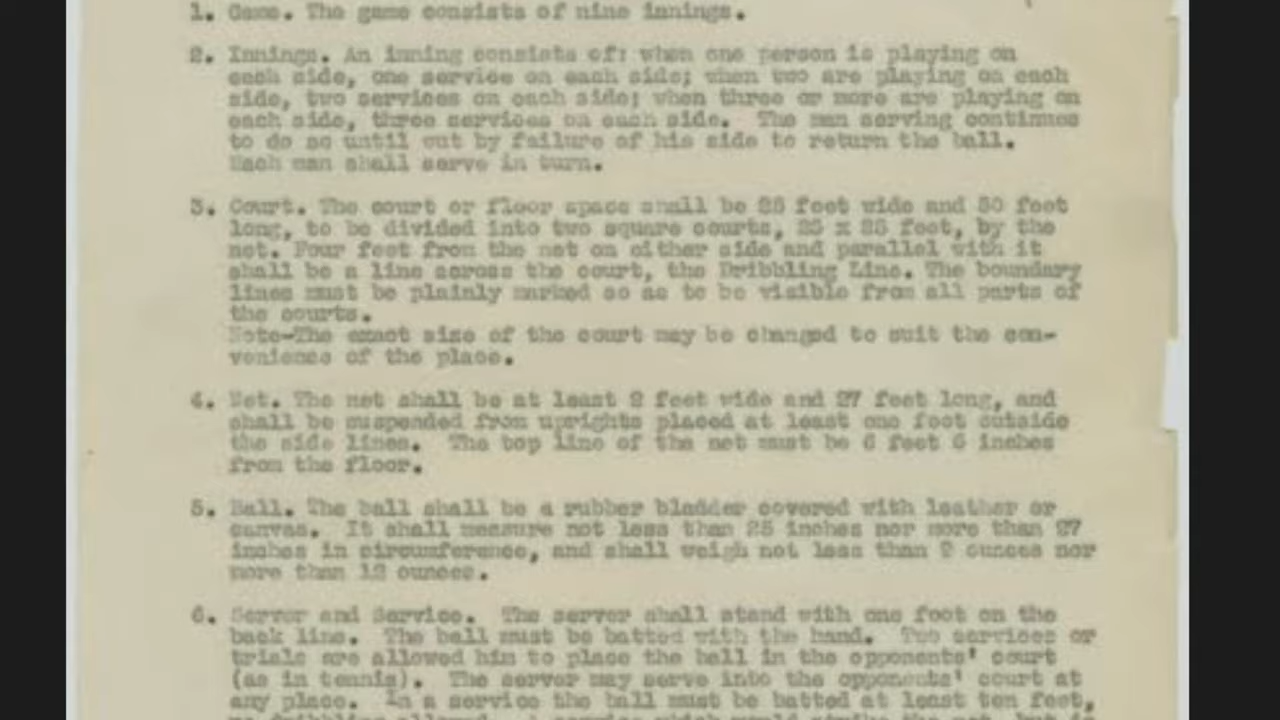 1. Game. The game consists of nine innings.
2. Innings. An inning consists of: when one person is playing on
each side, one service on each side; when two are playing on each
side, two services on each side; when three or more are playing on
each side, three services on each side. The man serving continues
to do so until out by failure of his side to return the ball.
Each man shall serve in turn.
3. Court. The court or floor space shall be 25 feet wide and 50 feet
long, to be divided into two square courts, 25 x 25 feet, by the
net. Four feet from the net on either side and parallel with it
shall be a line across the court, the Dribbling Line. The boundary
lines must be plainly marked so as to be visible from all parts of
the courts.
Note-The exact size of the court may be changed to suit the con-
venience of the place.
4. Net. The net shall be at least 2 feet wide and 27 feet long, and
shall be suspended from uprights placed at least one foot outside
the side lines. The top line of the net must be 6 feet 6 inches
from the floor.
5. Ball. The ball shall be a rubber bladder covered with leather or
canvas. It shall measure not less than 25 inches nor more than 27
inches in circumference, and shall weigh not less than 9 ounces nor
more than 12 ounces.
6. Server and Service. The server shall stand with one foot on the
back line. The ball must be batted with the hand. Two services or
trials are allowed him to place the ball in the opponents' court
(as in tennis). The server may serve into the opponents' court at
any place. In a service the ball must be batted at least ten feet,
no dribbling allowed. A service which would strike the net, but is